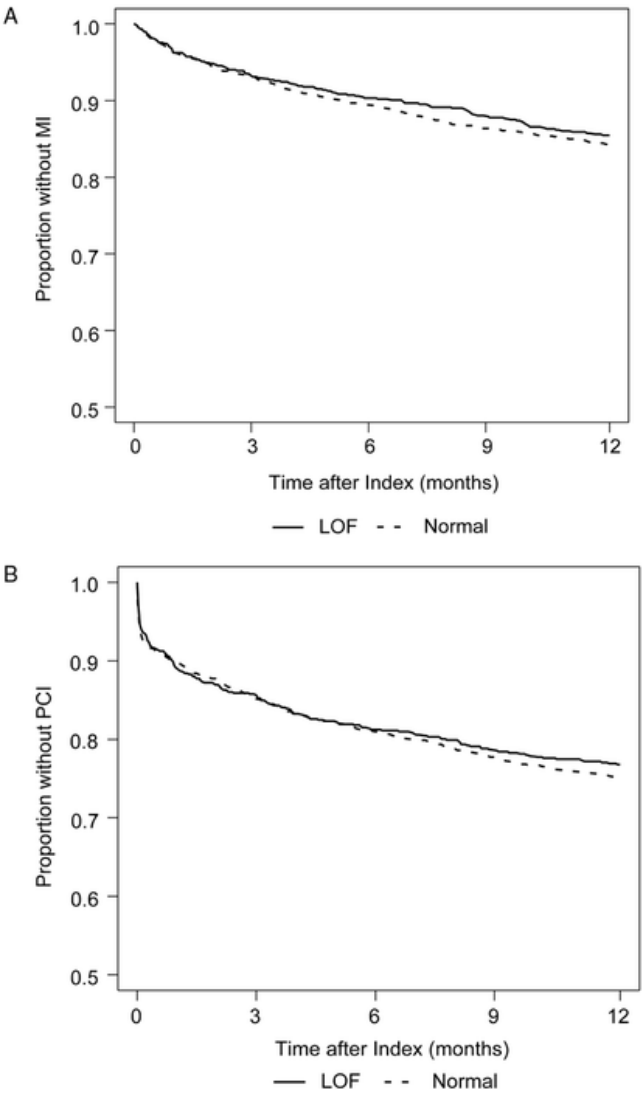 A
Proportion without MI
1.0
0.9
0.8
0.7
0.6
0.5
0 3 6 9 12
Time after Index (months)
LOF Normal
B
Proportion without PCI
1.0
0.9
0.8
0.7
0.6
0.5
0 3 6 9 12
Time after Index (months)
LOF Normal